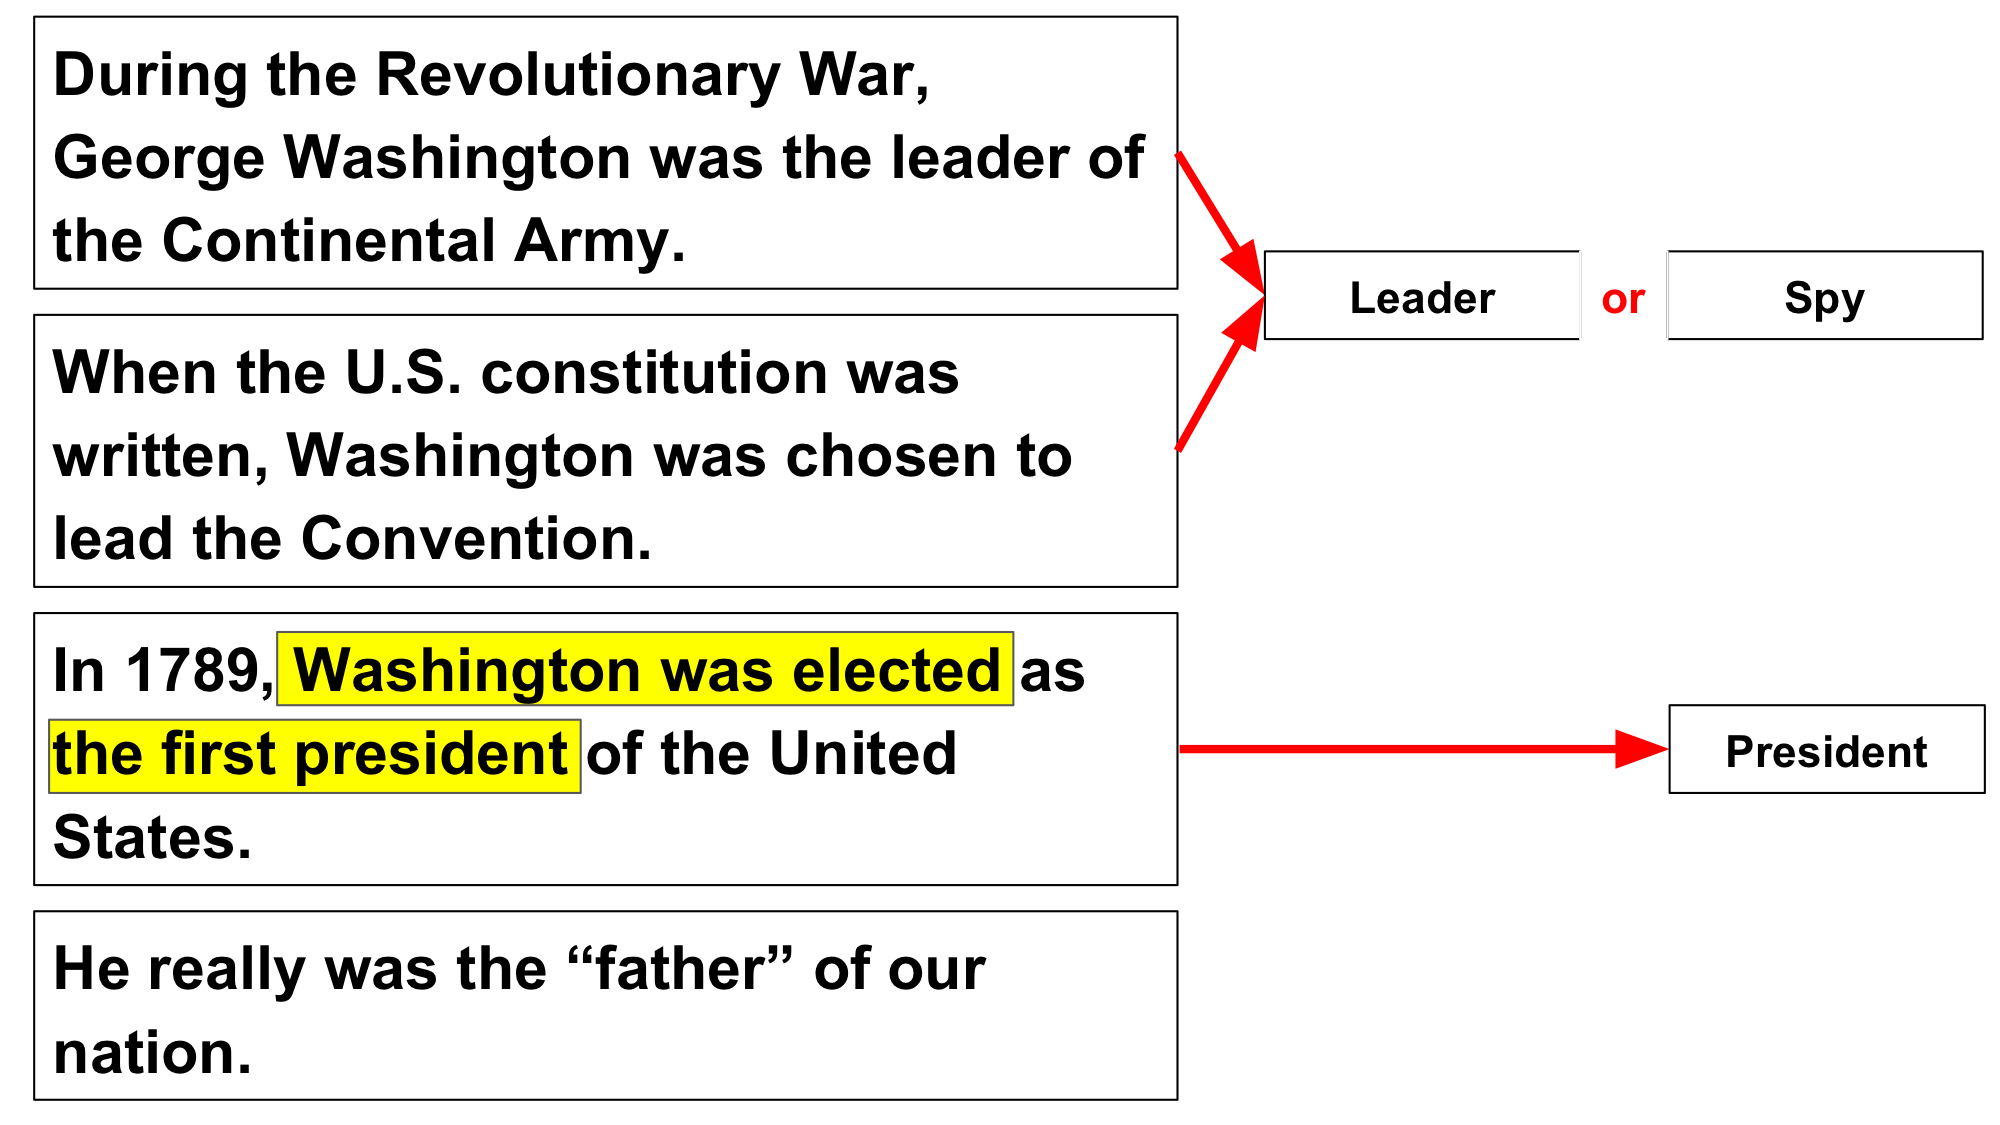 During the Revolutionary War,
George Washington was the leader of
the Continental Army.
Leader or Spy
When the U.S. constitution was
written, Washington was chosen to
lead the Convention.
In 1789, Washington was elected as
the first president of the United
States.
President
He really was the “father” of our
nation.